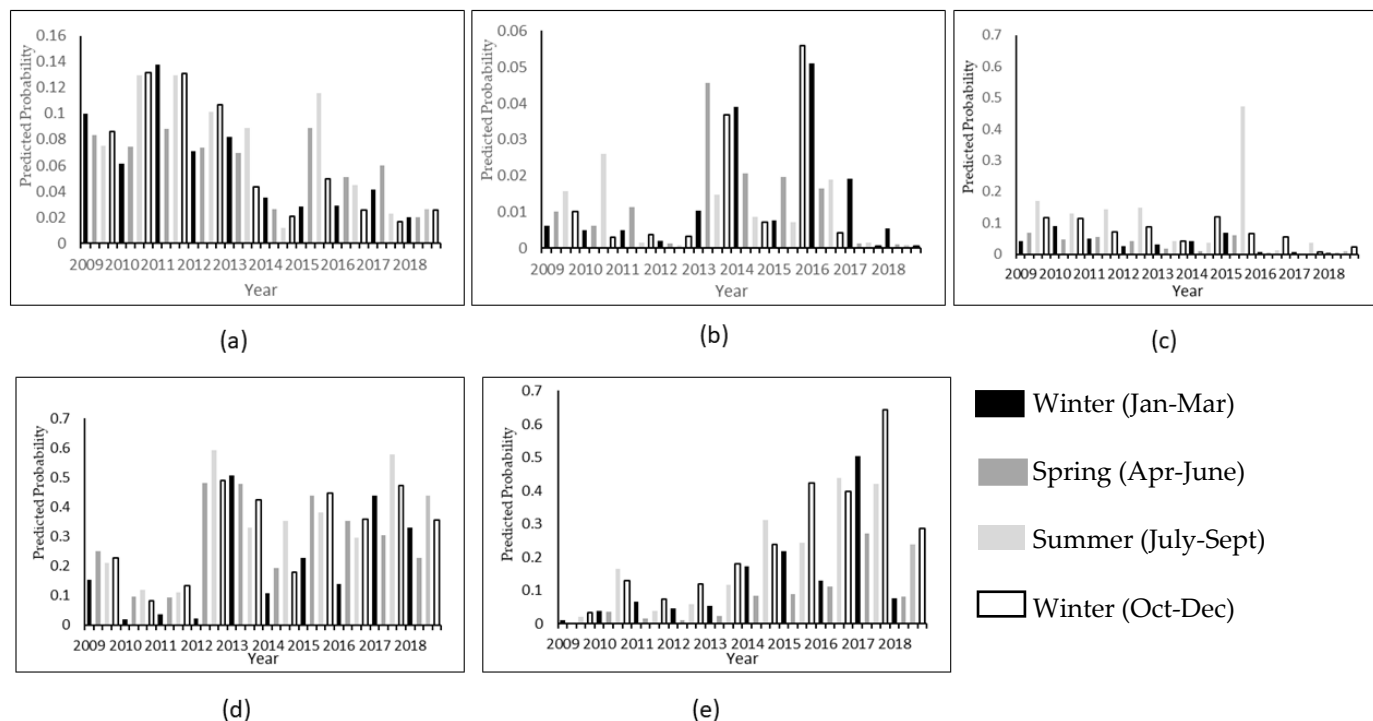 Predicted Probability
0.16
0.14
0.12
0.1
0.08
0.06
0.04
0.02
0
2009 2010 2011 2012 2013 2014 2015 2016 2017 2018
Year
(a)
Predicted Probability
0.06
0.05
0.04
0.03
0.02
0.01
0
2009 2010 2011 2012 2013 2014 2015 2016 2017 2018
Year
(b)
Predicted Probability
0.7
0.6
0.5
0.4
0.3
0.2
0.1
0
2009 2010 2011 2012 2013 2014 2015 2016 2017 2018
Year
(c)
Predicted Probability
0.7
0.6
0.5
0.4
0.3
0.2
0.1
0
2009 2010 2011 2012 2013 2014 2015 2016 2017 2018
Year
(d)
Predicted Probability
0.7
0.6
0.5
0.4
0.3
0.2
0.1
0
2009 2010 2011 2012 2013 2014 2015 2016 2017 2018
Year
(e)
Winter (Jan-Mar)
Spring (Apr-June)
Summer (July-Sept)
Winter (Oct-Dec)